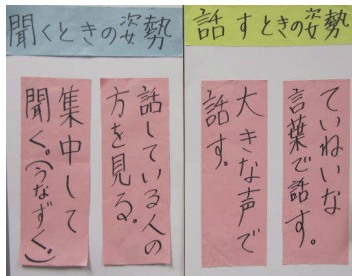 話すときの姿勢
ていねいな
言葉で話す。
大きな声で
話す。
聞くときの姿勢
話している人の
方を見る。
集中して
聞く。(うなずく。)